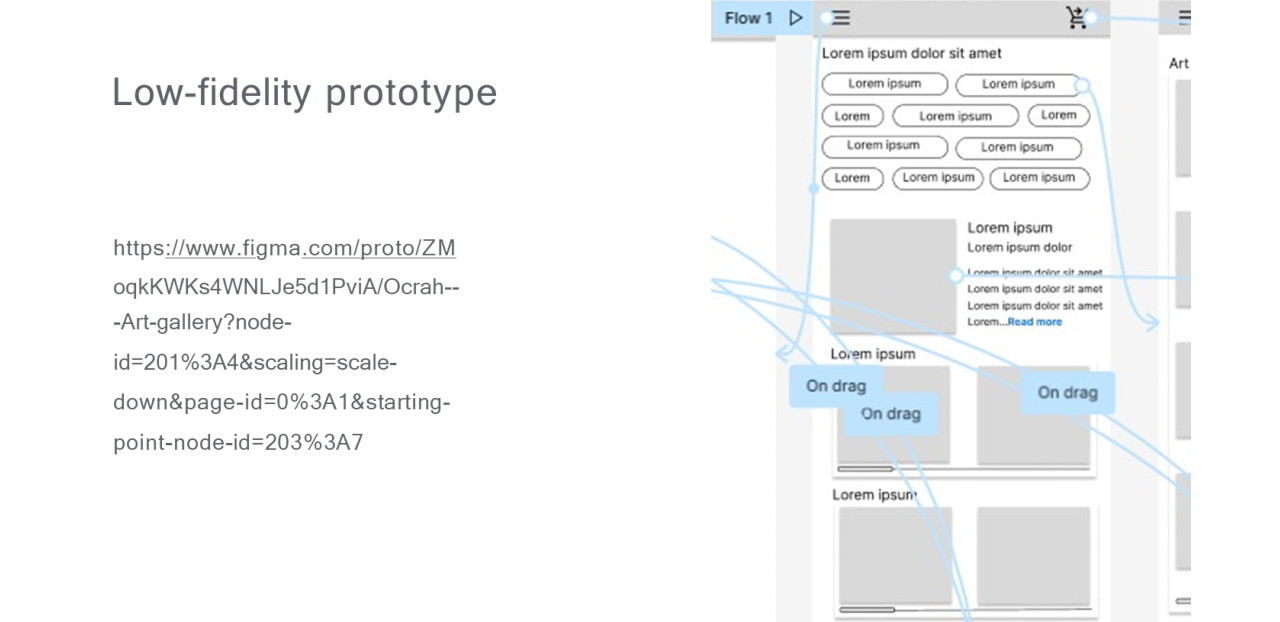 Low-fidelity prototype
https://www.figma.com/proto/ZM
oqkKWKs4WNLJe5d1PviA/Ocrah--
-Art-gallery?node-
id=201%3A4&scaling=scale-
down&page-id=0%3A1&starting-
point-node-id=203%3A7
Flow 1
Lorem ipsum dolor sit amet
Lorem ipsum Lorem ipsum
Lorem Lorem ipsum Lorem
Lorem ipsum Lorem ipsum
Lorem Lorem ipsum Lorem ipsum
Lorem ipsum
Lorem ipsum dolor
Lorem ipsum dolor sit amet
Lorem ipsum dolor sit amet
Lorem ipsum dolor sit amet
Lorem...Read more
Lorem ipsum
On drag
On drag
On drag
Lorem ipsum
Art